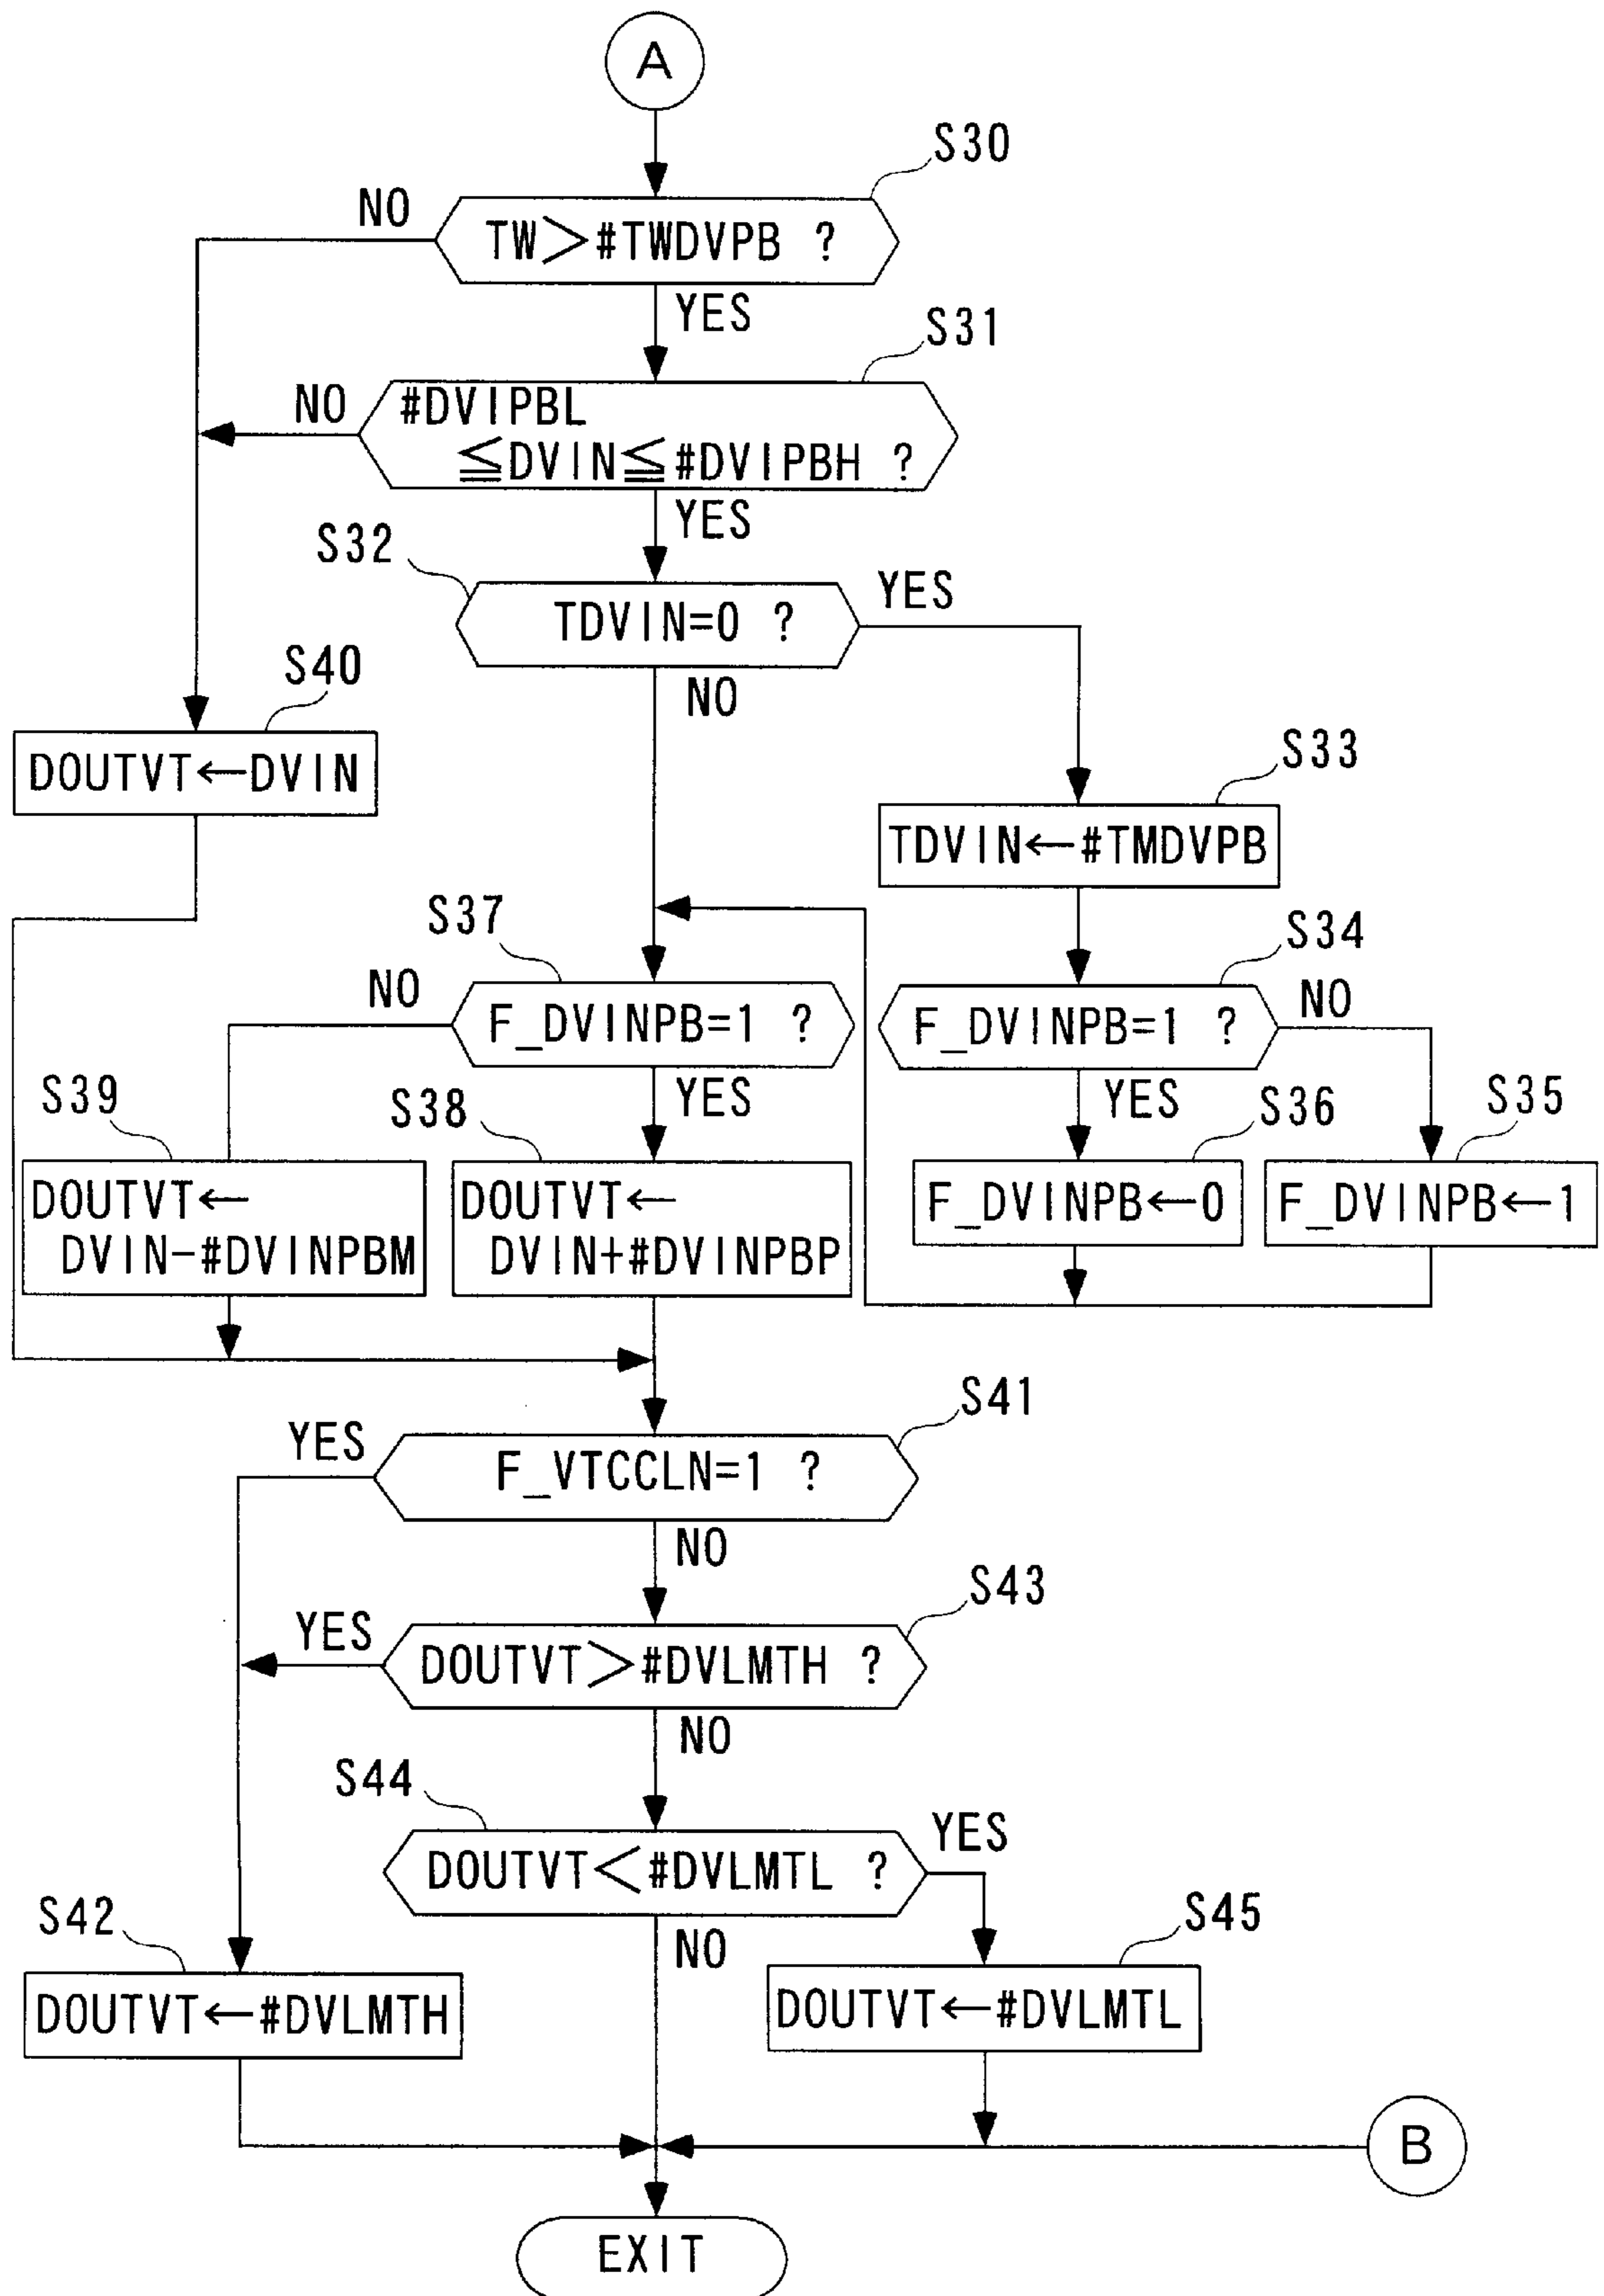 A
S30
NO
TW>#TWDVPB ?
YES
S31
NO
#DVIPBL
≦DVIN≦#DVIPBH ?
YES
S32
TDVIN=0 ?
YES
NO
S40
DOUTVT←DVIN
S33
TDVIN←#TMDVPB
S37
NO
F_DVINPB=1 ?
YES
S34
F_DVINPB=1 ?
NO
YES
S39
DOUTVT←
DVIN−#DVINPBM
S38
DOUTVT←
DVIN+#DVINPBP
S36
F_DVINPB←0
S35
F_DVINPB←1
S41
YES
F_VTCCLN=1 ?
NO
S43
YES
DOUTVT>#DVLMTH ?
NO
S44
DOUTVT<#DVLMTL ?
YES
NO
S42
DOUTVT←#DVLMTH
S45
DOUTVT←#DVLMTL
B
EXIT